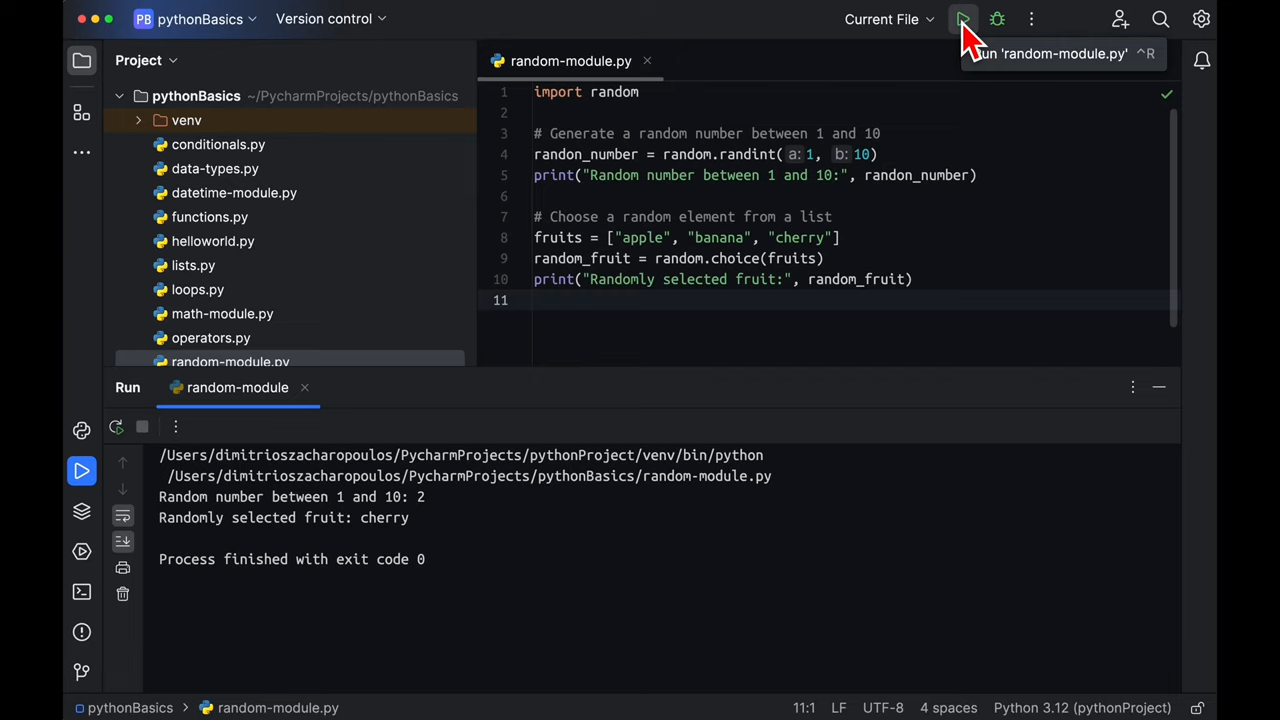 PB pythonBasics Version control Current File
Project
random-module.py
Run 'random-module.py' ^R
pythonBasics ~/PycharmProjects/pythonBasics
venv
conditionals.py
data-types.py
datetime-module.py
functions.py
helloworld.py
lists.py
loops.py
math-module.py
operators.py
random-module.py
1 import random
2
3 # Generate a random number between 1 and 10
4 randon_number = random.randint(a: 1, b: 10)
5 print("Random number between 1 and 10:", randon_number)
6
7 # Choose a random element from a list
8 fruits = ["apple", "banana", "cherry"]
9 random_fruit = random.choice(fruits)
10 print("Randomly selected fruit:", random_fruit)
11
Run random-module
/Users/dimitrioszacharopoulos/PycharmProjects/pythonProject/venv/bin/python
/Users/dimitrioszacharopoulos/PycharmProjects/pythonBasics/random-module.py
Random number between 1 and 10: 2
Randomly selected fruit: cherry
Process finished with exit code 0
pythonBasics random-module.py 11:1 LF UTF-8 4 spaces Python 3.12 (pythonProject)